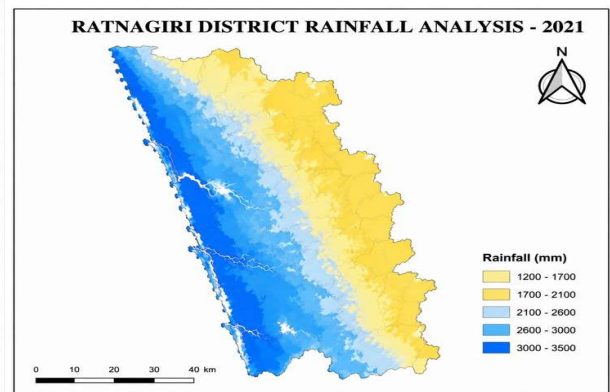 RATNAGIRI DISTRICT RAINFALL ANALYSIS - 2021
N
Rainfall (mm)
1200 - 1700
1700 - 2100
2100 - 2600
2600 - 3000
3000 - 3500
0 10 20 30 40 km